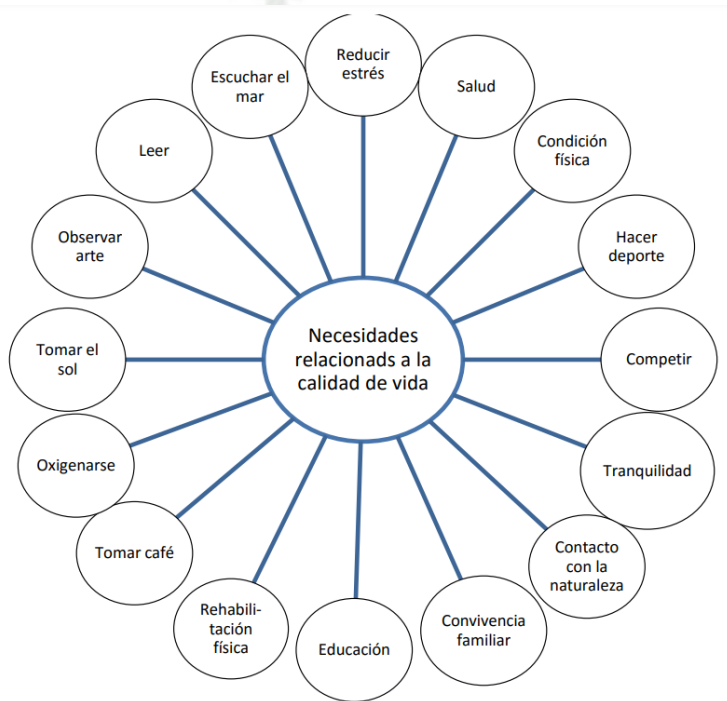 Reducir
estrés
Salud
Condición
física
Hacer
deporte
Competir
Tranquilidad
Contacto
con la
naturaleza
Convivencia
familiar
Educación
Rehabili-
tación
física
Tomar café
Oxigenarse
Tomar el
sol
Observar
arte
Leer
Escuchar el
mar
Necesidades
relacionads a la
calidad de vida